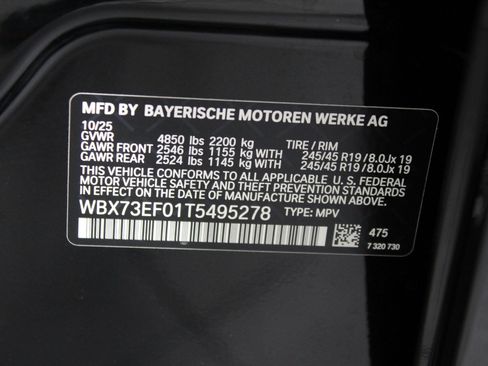 MFD BY BAYERISCHE MOTOREN WERKE AG
10/25
GVWR 4850 lbs 2200 kg TIRE / RIM
GAWR FRONT 2546 lbs 1155 kg WITH 245/45 R19 / 8.0Jx 19
GAWR REAR 2524 lbs 1145 kg WITH 245/45 R19 / 8.0Jx 19
THIS VEHICLE CONFORMS TO ALL APPLICABLE U.S. FEDERAL
MOTOR VEHICLE SAFETY, BUMPER AND THEFT PREVENTION
STANDARDS IN EFFECT ON THE DATE OF MANUFACTURE SHOWN ABOVE.
WBX73EF01T5495278 TYPE: MPV
475
7 320 730